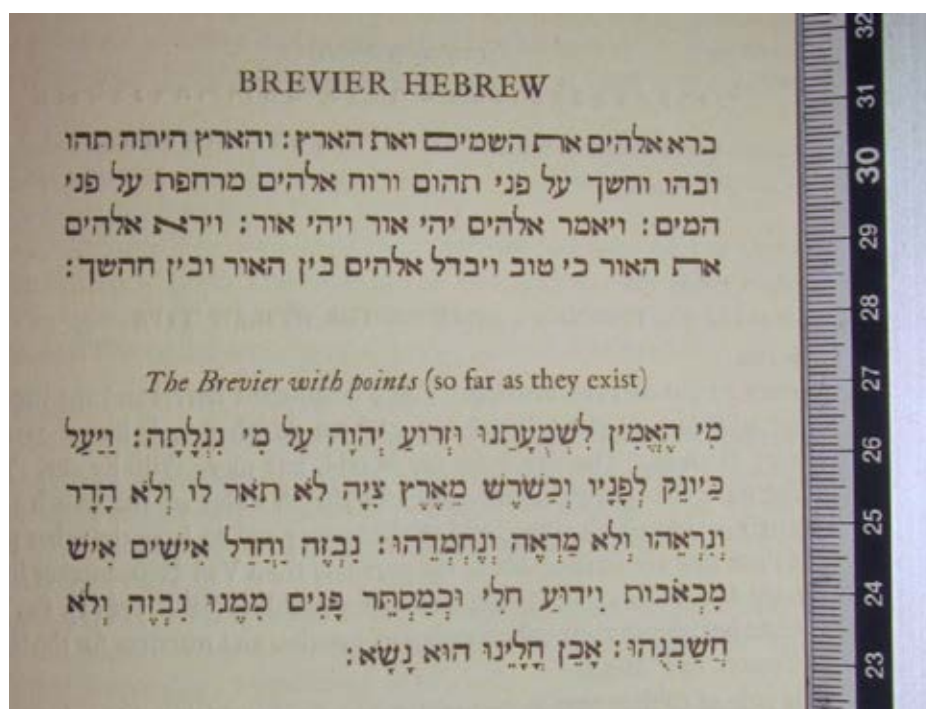 BREVIER HEBREW
ברא אלהים את השמים ואת הארץ: והארץ היתה תהו
ובהו וחשך על פני תהום ורוח אלהים מרחפת על פני
המים: ויאמר אלהים יהי אור ויהי אור: וירא אלהים
את האור כי טוב ויבדל אלהים בין האור ובין חהשך:
The Brevier with points (so far as they exist)
מִי הֶאֱמִין לִשְׁמֻעָתֵנוּ וּזְרוֹעַ יְהוָה עַל מִי נִגְלָתָה: וַיַּעַל
כַּיּוֹנֵק לְפָנָיו וְכַשֹּׁרֶשׁ מֵאֶרֶץ צִיָּה לֹא תֹאַר לוֹ וְלֹא הָדָר
וְנִרְאֵהוּ וְלֹא מַרְאֶה וְנֶחְמְדֵהוּ: נִבְזֶה וַחֲדַל אִישִׁים אִישׁ
מַכְאֹבוֹת וִידוּעַ חֹלִי וּכְמַסְתֵּר פָּנִים מִמֶּנּוּ נִבְזֶה וְלֹא
חֲשַׁבְנֻהוּ: אָכֵן חֳלָיֵנוּ הוּא נָשָׂא:
32
31
30
29
28
27
26
25
24
23